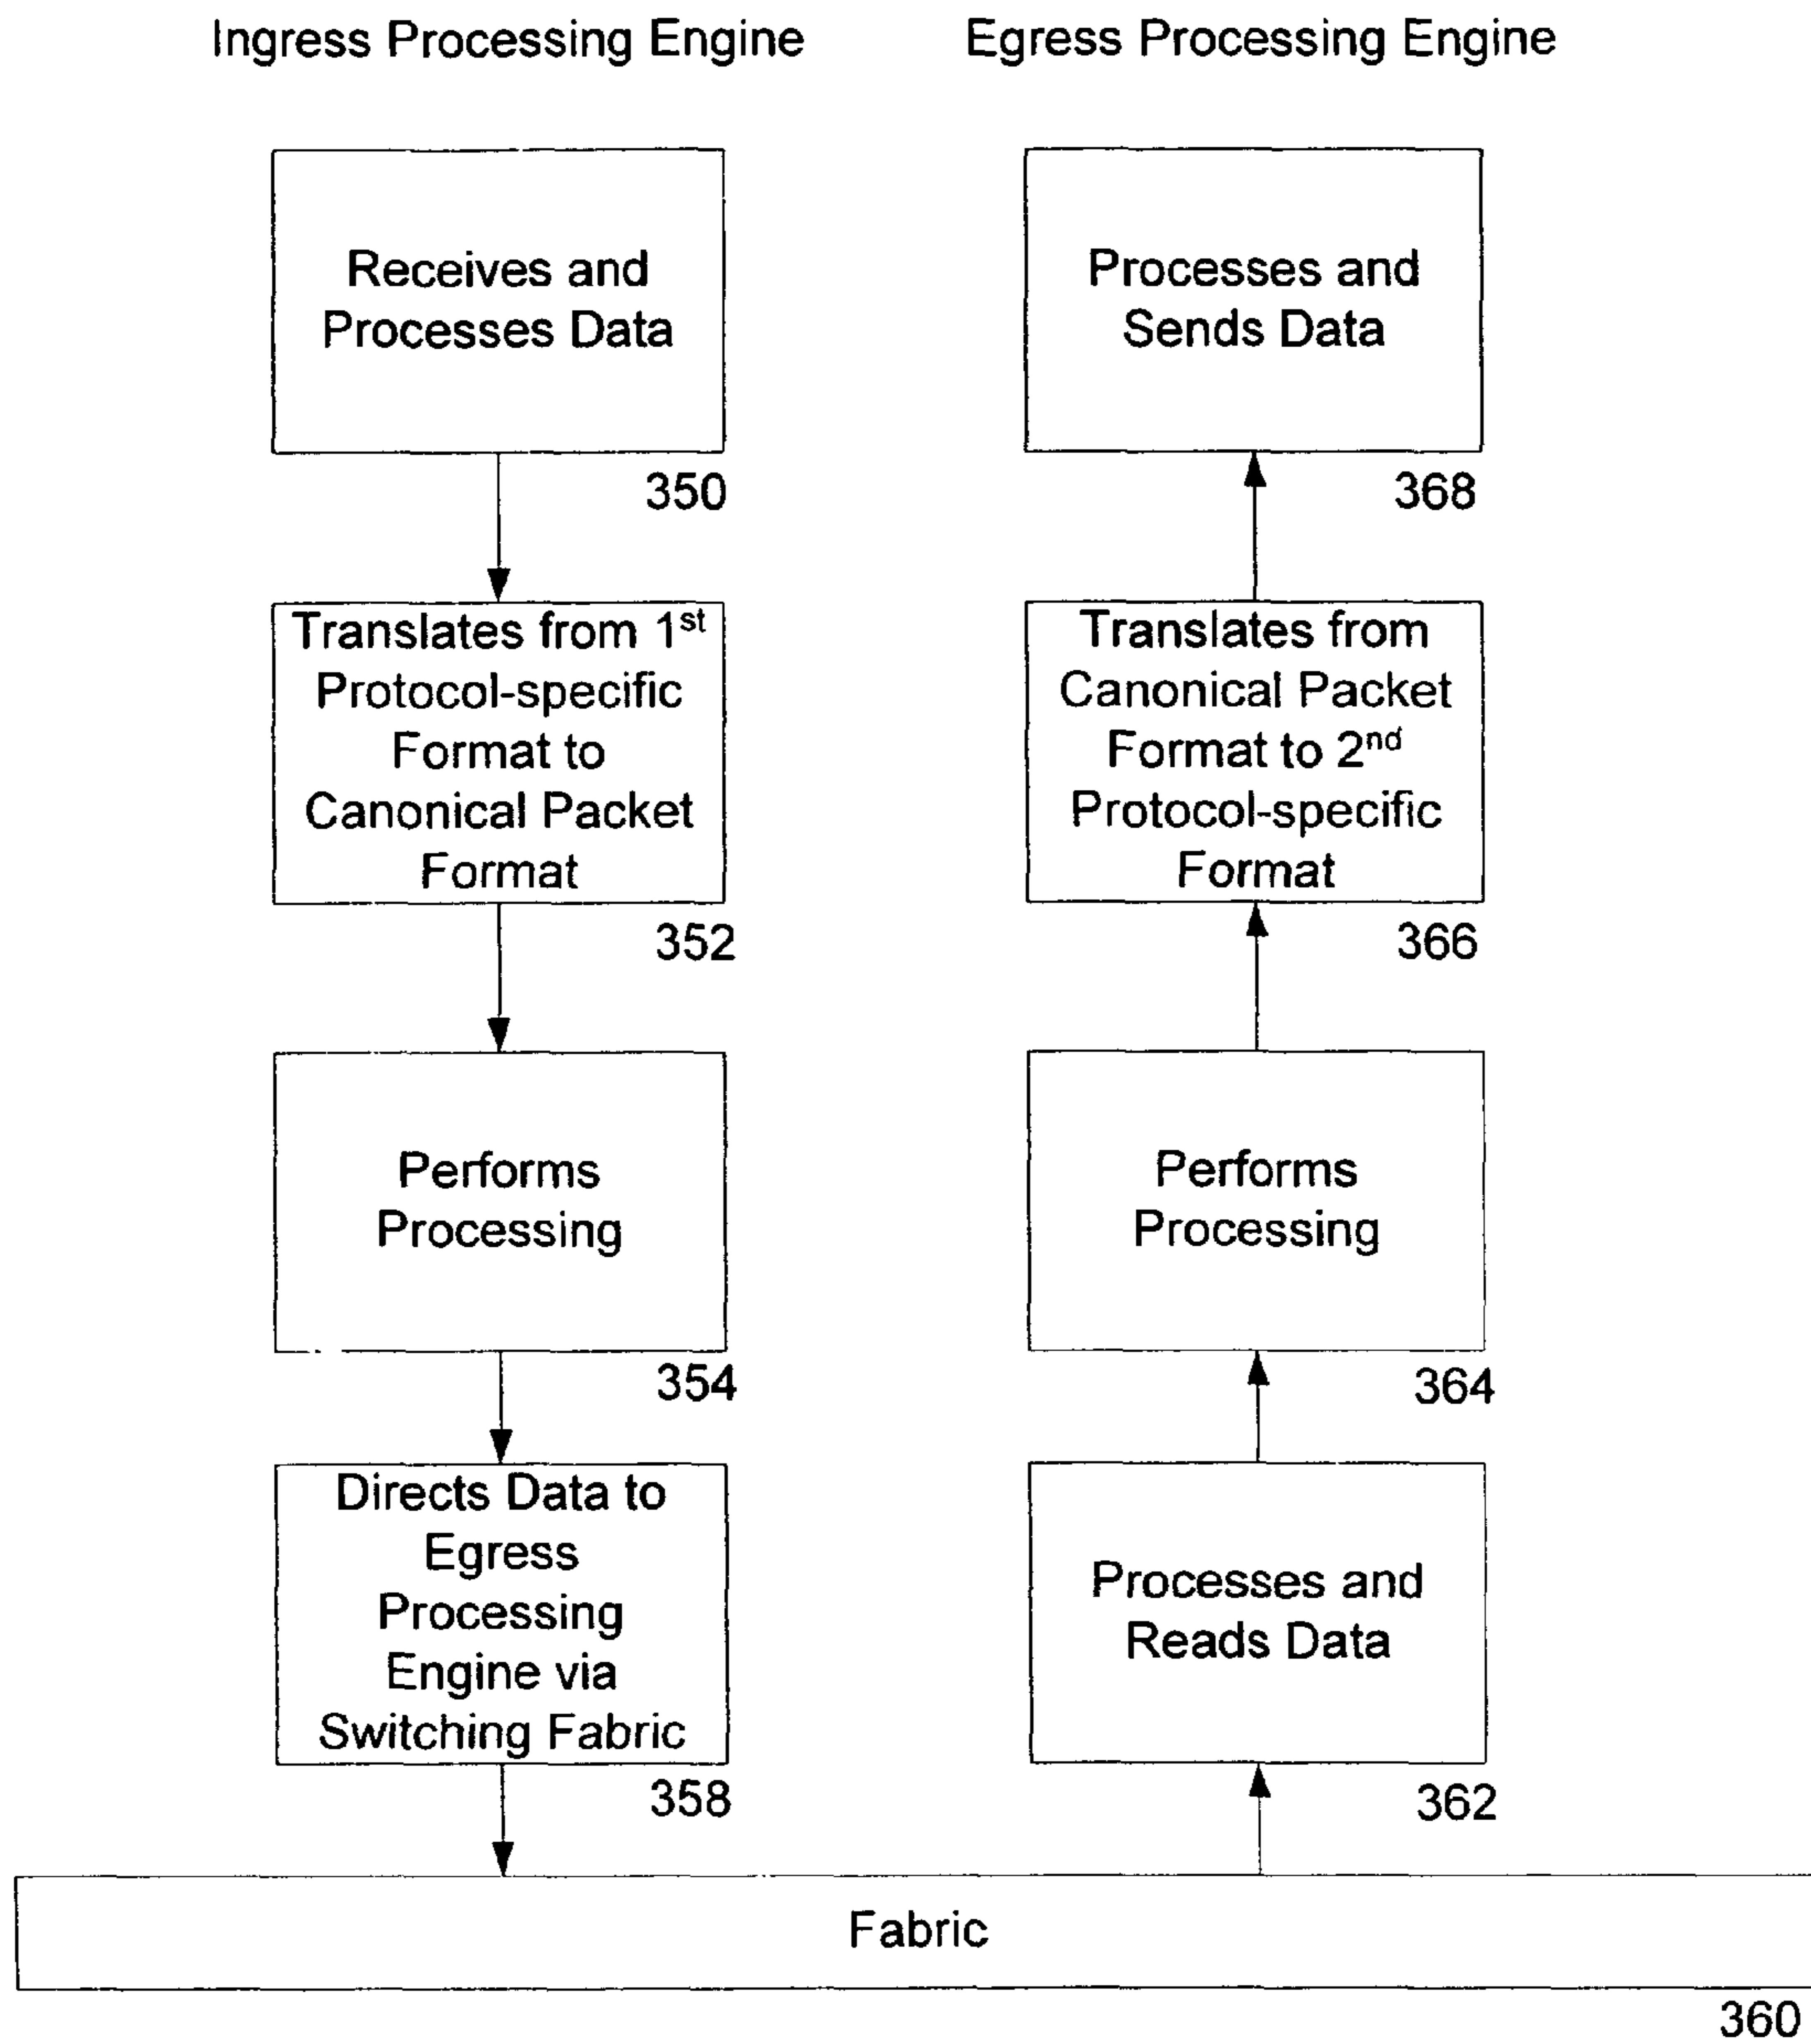 Ingress Processing Engine
Egress Processing Engine
Receives and
Processes Data
350
Translates from 1st
Protocol-specific
Format to
Canonical Packet
Format
352
Performs
Processing
354
Directs Data to
Egress
Processing
Engine via
Switching Fabric
358
Processes and
Sends Data
368
Translates from
Canonical Packet
Format to 2nd
Protocol-specific
Format
366
Performs
Processing
364
Processes and
Reads Data
362
Fabric
360